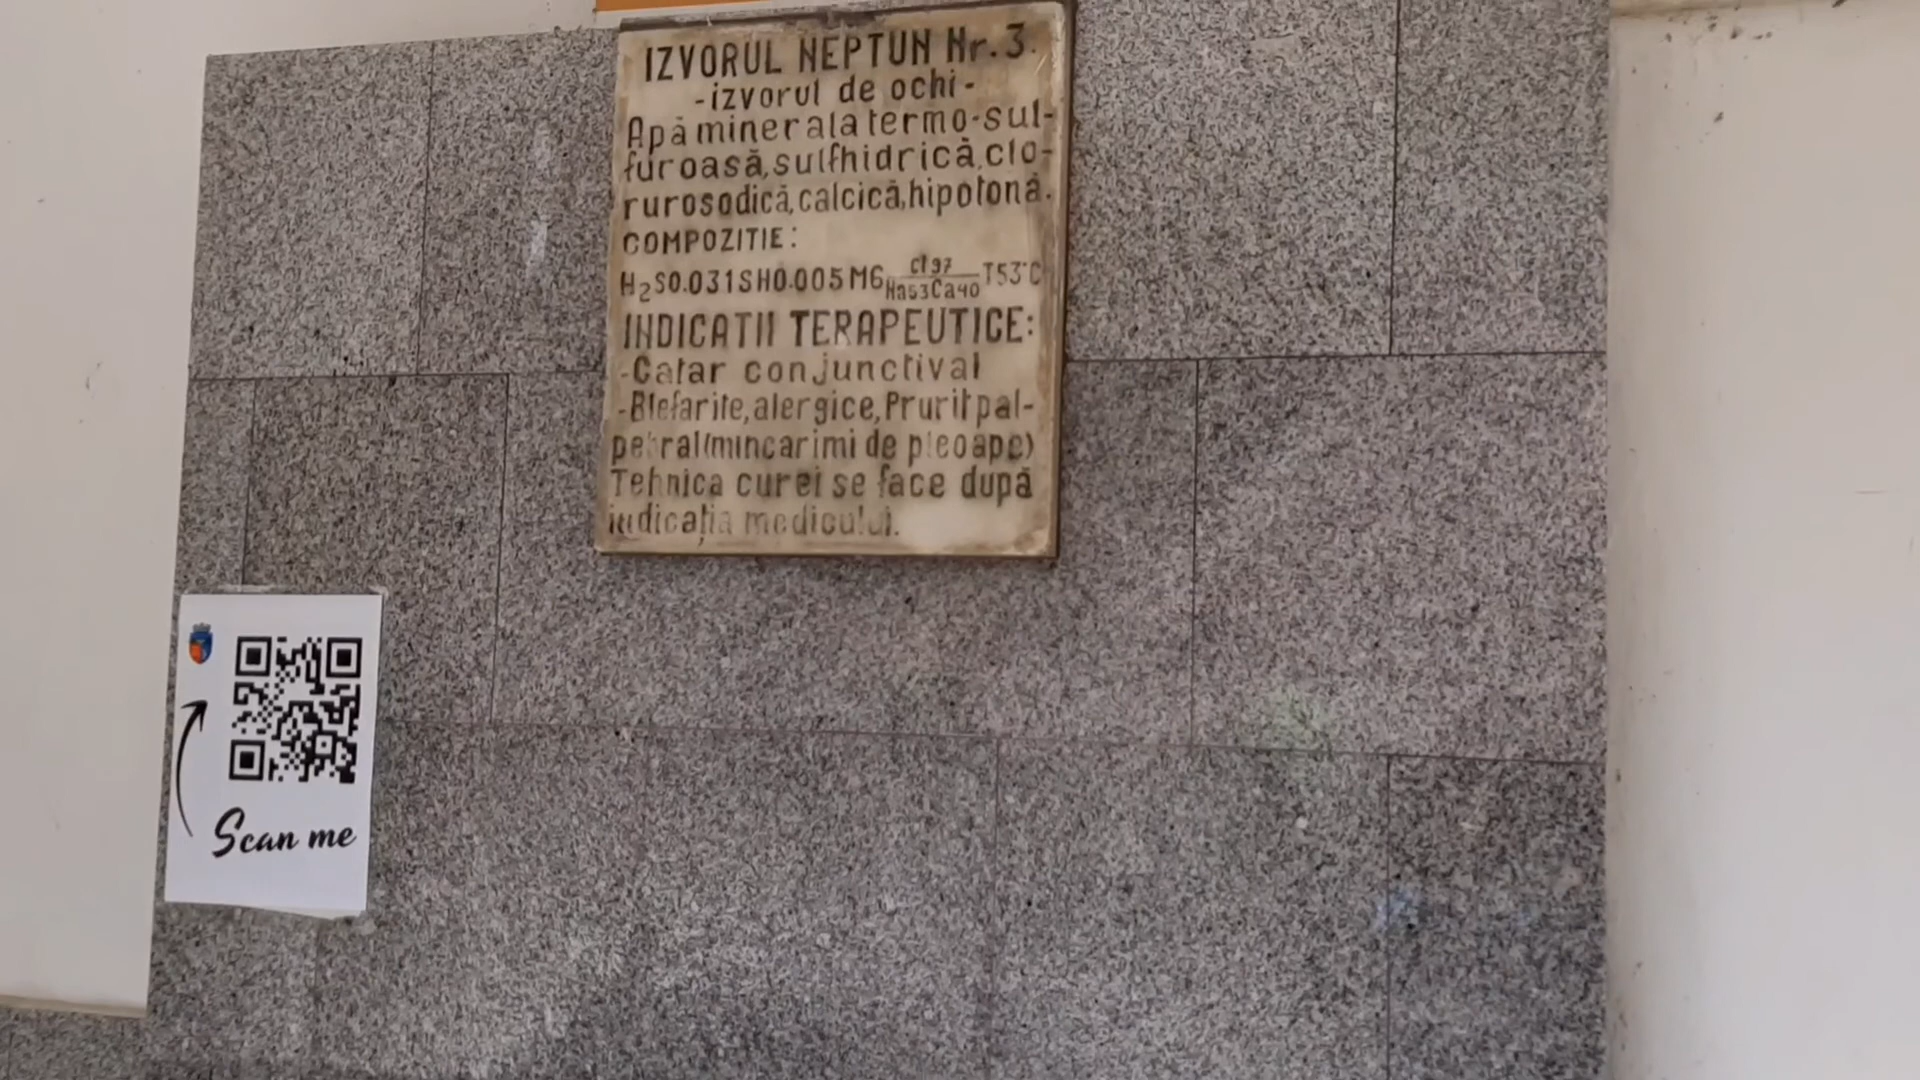 IZVORUL NEPTUN Nr. 3.
-izvorul de ochi-
Apă minerala termo-sul-
furoasă, sulfhidrică, clo-
rurosodică, calcică, hipotonă.
COMPOZITIE:
H₂S0.031SH0.005M6 Cl97/Na53Ca40 T53°C
INDICATII TERAPEUTICE:
-Catar conjunctival
-Blefarite, alergice, Prurit pal-
pebral (mincarimi de pleoape)
Tehnica curei se face după
indicația medicului.
Scan me